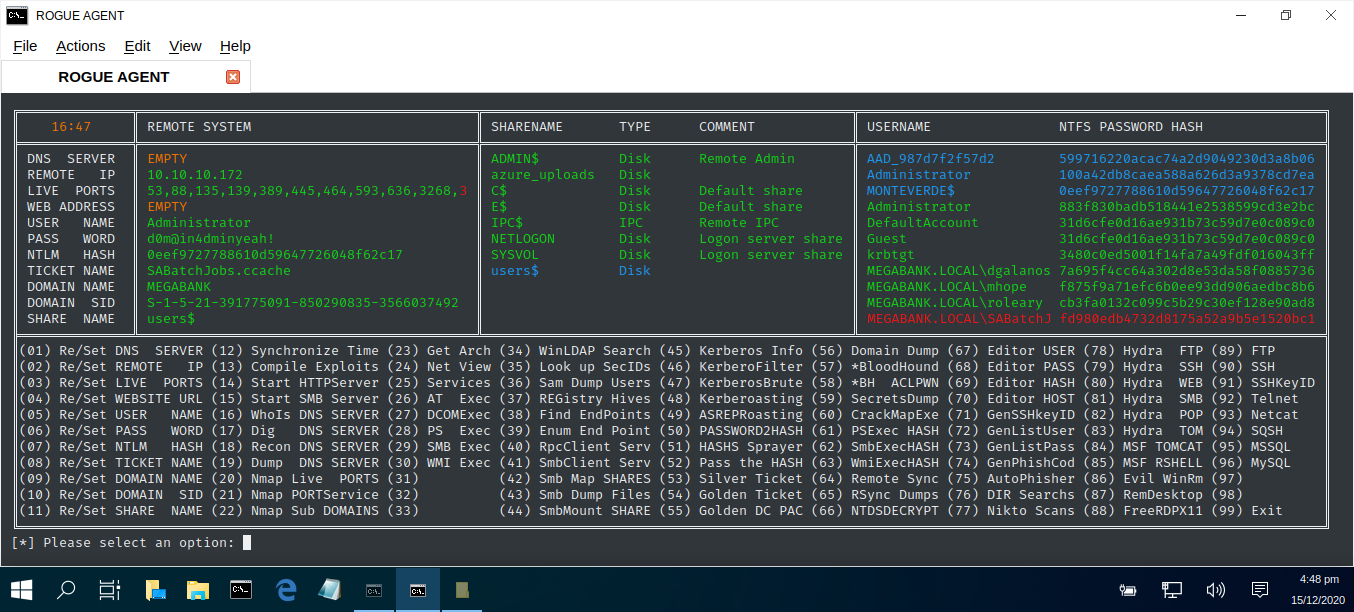 ROGUE AGENT
File Actions Edit View Help
ROGUE AGENT
16:47 REMOTE SYSTEM SHARENAME TYPE COMMENT USERNAME NTFS PASSWORD HASH
DNS SERVER EMPTY ADMIN$ Disk Remote Admin AAD_987d7f2f57d2 599716220acac74a2d9049230d3a8b06
REMOTE IP 10.10.10.172 azure_uploads Disk Administrator 100a42db8caea588a626d3a9378cd7ea
LIVE PORTS 53,88,135,139,389,445,464,593,636,3268,3 C$ Disk Default share MONTEVERDE$ 0eef9727788610d59647726048f62c17
WEB ADDRESS EMPTY E$ Disk Default share Administrator 883f830badb518441e2538599cd3e2bc
USER NAME Administrator IPC$ IPC Remote IPC DefaultAccount 31d6cfe0d16ae931b73c59d7e0c089c0
PASS WORD d0m@in4dminyeah! NETLOGON Disk Logon server share Guest 31d6cfe0d16ae931b73c59d7e0c089c0
NTLM HASH 0eef9727788610d59647726048f62c17 SYSVOL Disk Logon server share krbtgt 3480c0ed5001f14fa7a49fdf016043ff
TICKET NAME SABatchJobs.ccache users$ Disk MEGABANK.LOCAL\dgalanos 7a695f4cc64a302d8e53da58f0885736
DOMAIN NAME MEGABANK MEGABANK.LOCAL\mhope f875f9a71efc6b0ee93dd906aedbc8b6
DOMAIN SID S-1-5-21-391775091-850290835-3566037492 MEGABANK.LOCAL\roleary cb3fa0132c099c5b29c30ef128e90ad8
SHARE NAME users$ MEGABANK.LOCAL\SABatchJ fd980edb4732d8175a52a9b5e1520bc1
(01) Re/Set DNS SERVER (12) Synchronize Time (23) Get Arch (34) WinLDAP Search (45) Kerberos Info (56) Domain Dump (67) Editor USER (78) Hydra FTP (89) FTP
(02) Re/Set REMOTE IP (13) Compile Exploits (24) Net View (35) Look up SecIDs (46) KerberoFilter (57) *BloodHound (68) Editor PASS (79) Hydra SSH (90) SSH
(03) Re/Set LIVE PORTS (14) Start HTTPServer (25) Services (36) Sam Dump Users (47) KerberosBrute (58) *BH ACLPWN (69) Editor HASH (80) Hydra WEB (91) SSHKeyID
(04) Re/Set WEBSITE URL (15) Start SMB Server (26) AT Exec (37) REGistry Hives (48) Kerberoasting (59) SecretsDump (70) Editor HOST (81) Hydra SMB (92) Telnet
(05) Re/Set USER NAME (16) WhoIs DNS SERVER (27) DCOMExec (38) Find EndPoints (49) ASREPRoasting (60) CrackMapExe (71) GenSSHkeyID (82) Hydra POP (93) Netcat
(06) Re/Set PASS WORD (17) Dig DNS SERVER (28) PS Exec (39) Enum End Point (50) PASSWORD2HASH (61) PSExec HASH (72) GenListUser (83) Hydra TOM (94) SQSH
(07) Re/Set NTLM HASH (18) Recon DNS SERVER (29) SMB Exec (40) RpcClient Serv (51) HASHS Sprayer (62) SmbExecHASH (73) GenListPass (84) MSF TOMCAT (95) MSSQL
(08) Re/Set TICKET NAME (19) Dump DNS SERVER (30) WMI Exec (41) SmbClient Serv (52) Pass the HASH (63) WmiExecHASH (74) GenPhishCod (85) MSF RSHELL (96) MySQL
(09) Re/Set DOMAIN NAME (20) Nmap Live PORTS (31) (42) Smb Map SHARES (53) Silver Ticket (64) Remote Sync (75) AutoPhisher (86) Evil WinRm (97)
(10) Re/Set DOMAIN SID (21) Nmap PORTService (32) (43) Smb Dump Files (54) Golden Ticket (65) RSync Dumps (76) DIR Searchs (87) RemDesktop (98)
(11) Re/Set SHARE NAME (22) Nmap Sub DOMAINS (33) (44) SmbMount SHARE (55) Golden DC PAC (66) NTDSDECRYPT (77) Nikto Scans (88) FreeRDPX11 (99) Exit
[*] Please select an option:
4:48 pm
15/12/2020